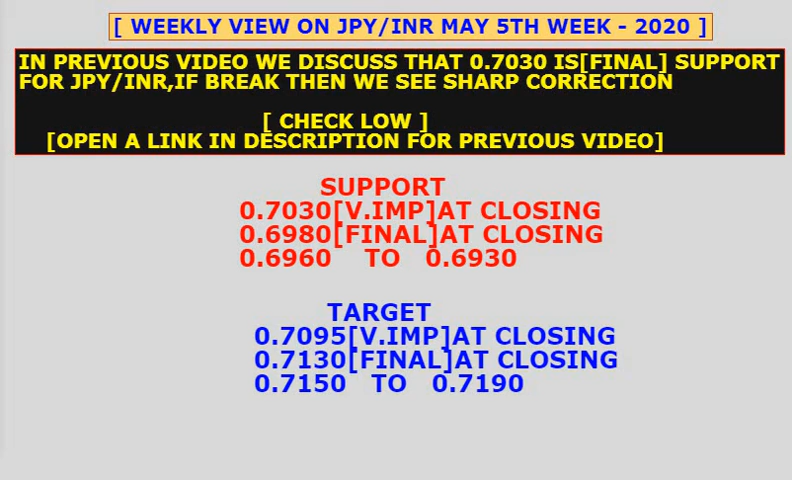 [ WEEKLY VIEW ON JPY/INR MAY 5TH WEEK - 2020 ]
IN PREVIOUS VIDEO WE DISCUSS THAT 0.7030 IS[FINAL] SUPPORT
FOR JPY/INR,IF BREAK THEN WE SEE SHARP CORRECTION
[ CHECK LOW ]
[OPEN A LINK IN DESCRIPTION FOR PREVIOUS VIDEO]
SUPPORT
0.7030[V.IMP]AT CLOSING
0.6980[FINAL]AT CLOSING
0.6960 TO 0.6930
TARGET
0.7095[V.IMP]AT CLOSING
0.7130[FINAL]AT CLOSING
0.7150 TO 0.7190